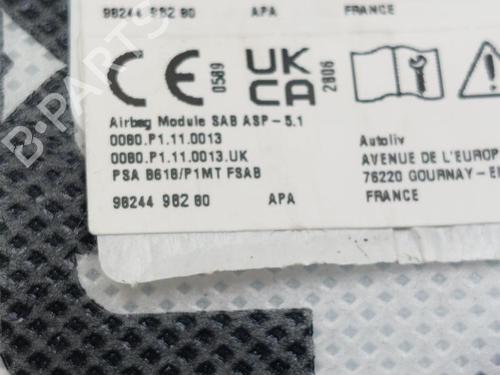 98244 982 80 APA FRANCE
CE 0589 UK CA 2806
Airbag Module SAB ASP-5.1
0080.P1.11.0013
0080.P1.11.0013.UK
PSA B618/P1MT FSAB
98244 982 80 APA
Autoliv
AVENUE DE L'EUROP
76220 GOURNAY-E
FRANCE
B-PARTS